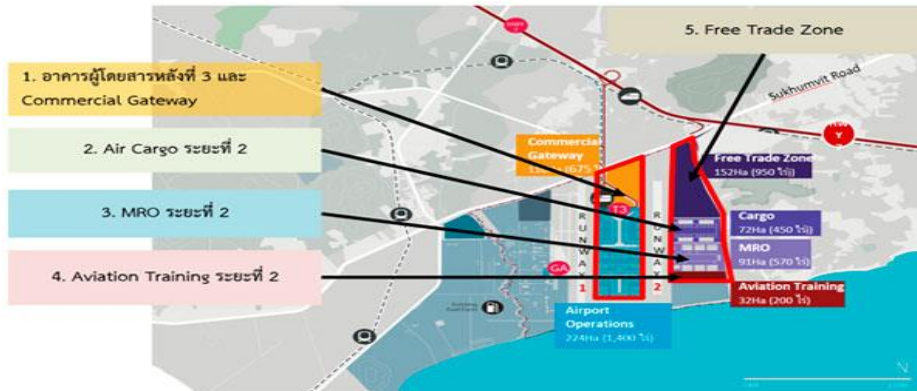 5. Free Trade Zone
1. อาคารผู้โดยสารหลังที่ 3 และ
Commercial Gateway
2. Air Cargo ระยะที่ 2
3. MRO ระยะที่ 2
4. Aviation Training ระยะที่ 2
Sukhumvit Road
Commercial
Gateway
(675 ไร่)
Free Trade Zone
152Ha (950 ไร่)
T3
Cargo
72Ha (450 ไร่)
MRO
91Ha (570 ไร่)
Aviation Training
32Ha (200 ไร่)
GA
RUNWAY
1
RUNWAY
2
Airport
Operations
224Ha (1,400 ไร่)
N